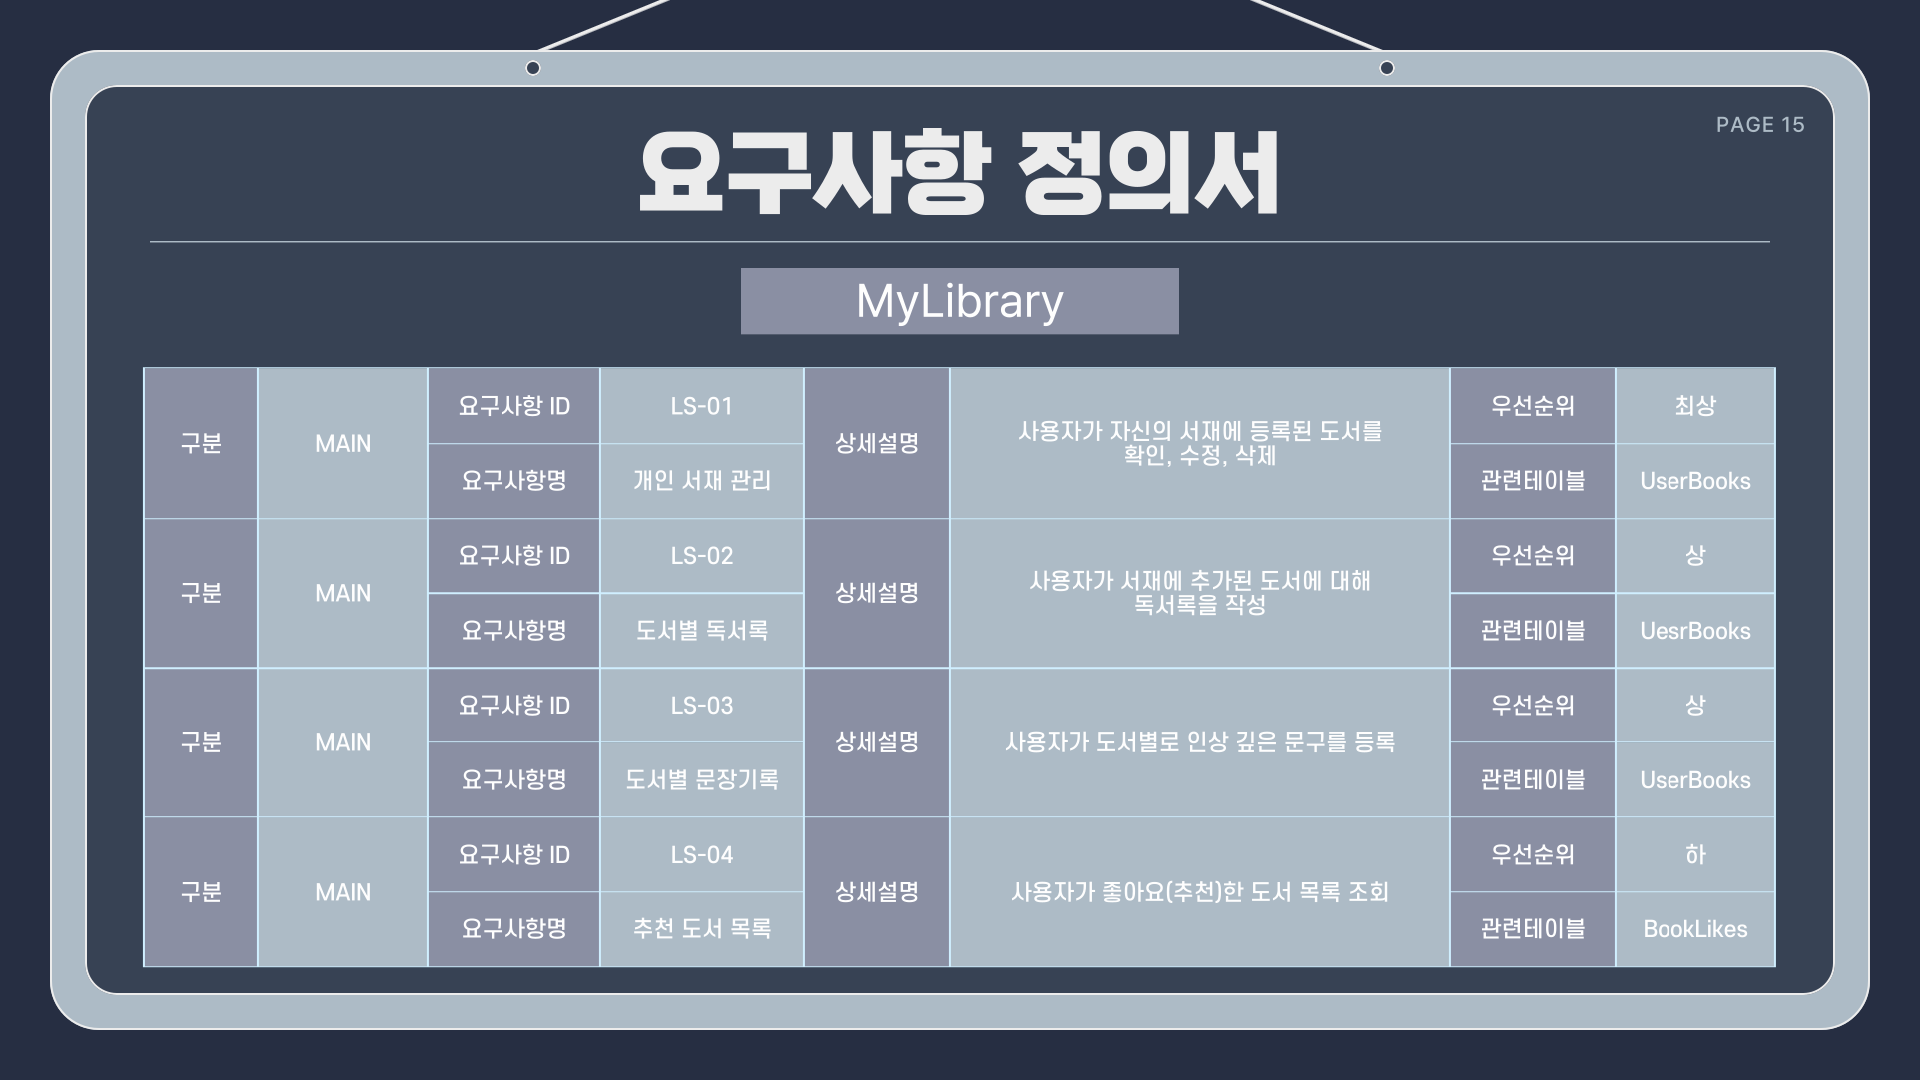 PAGE 15
요구사항 정의서
MyLibrary
구분 MAIN 요구사항 ID LS-01 상세설명 사용자가 자신의 서재에 등록된 도서를 우선순위 최상
확인, 수정, 삭제
요구사항명 개인 서재 관리 관련테이블 UserBooks
구분 MAIN 요구사항 ID LS-02 상세설명 사용자가 서재에 추가된 도서에 대해 우선순위 상
독서록을 작성
요구사항명 도서별 독서록 관련테이블 UesrBooks
구분 MAIN 요구사항 ID LS-03 상세설명 사용자가 도서별로 인상 깊은 문구를 등록 우선순위 상
요구사항명 도서별 문장기록 관련테이블 UserBooks
구분 MAIN 요구사항 ID LS-04 상세설명 사용자가 좋아요(추천)한 도서 목록 조회 우선순위 하
요구사항명 추천 도서 목록 관련테이블 BookLikes